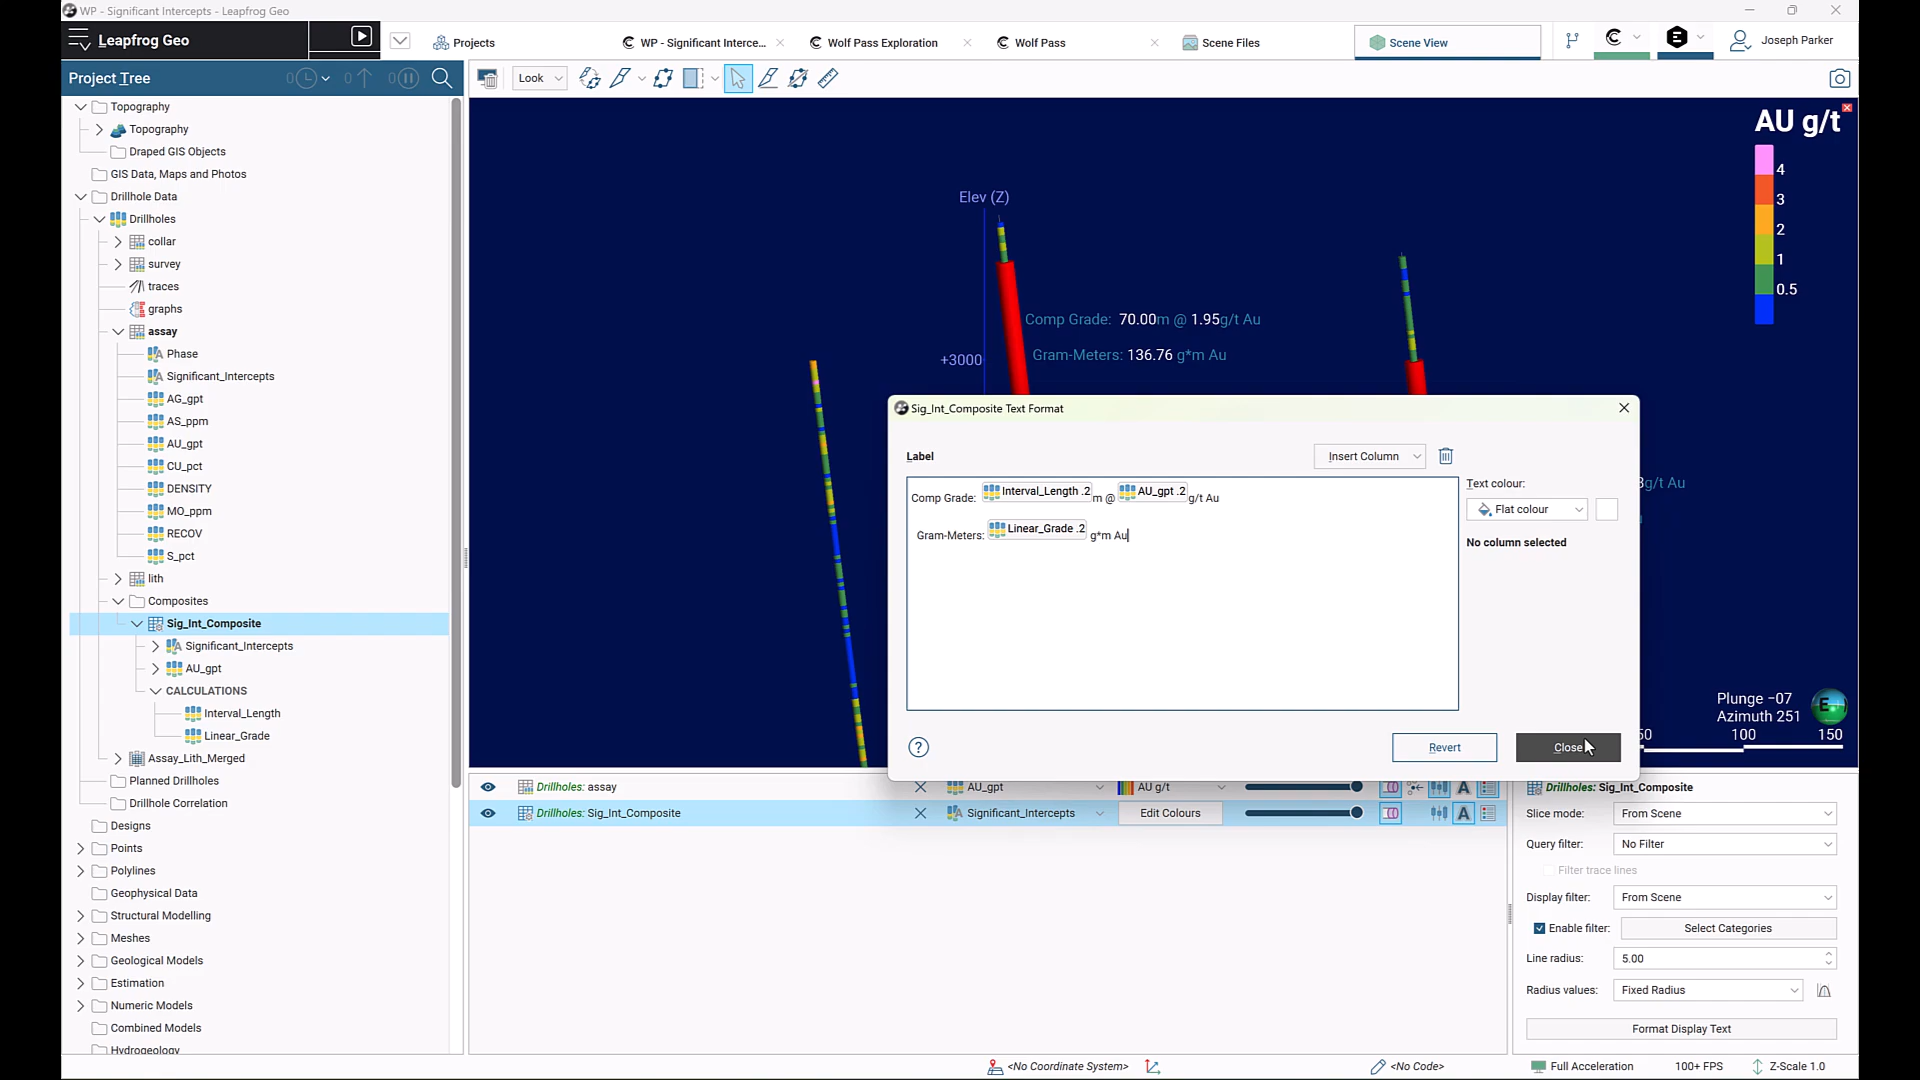 WP - Significant Intercepts - Leapfrog Geo
Leapfrog Geo
Projects
WP - Significant Interce...
Wolf Pass Exploration
Wolf Pass
Scene Files
Scene View
Joseph Parker
Project Tree
0
0
0
Look
Topography
Topography
Draped GIS Objects
GIS Data, Maps and Photos
Drillhole Data
Drillholes
collar
survey
traces
graphs
assay
Phase
Significant_Intercepts
AG_gpt
AS_ppm
AU_gpt
CU_pct
DENSITY
MO_ppm
RECOV
S_pct
lith
Composites
Sig_Int_Composite
Significant_Intercepts
AU_gpt
CALCULATIONS
Interval_Length
Linear_Grade
Assay_Lith_Merged
Planned Drillholes
Drillhole Correlation
Designs
Points
Polylines
Geophysical Data
Structural Modelling
Meshes
Geological Models
Estimation
Numeric Models
Combined Models
Hydrogeology
AU g/t
4
3
2
1
0.5
Elev (Z)
+3000
Comp Grade: 70.00m @ 1.95g/t Au
Gram-Meters: 136.76 g*m Au
g/t Au
Plunge -07
Azimuth 251
50 100 150
Sig_Int_Composite Text Format
Label
Insert Column
Comp Grade: Interval_Length .2 m @ AU_gpt .2 g/t Au
Gram-Meters: Linear_Grade .2 g*m Au
Text colour:
Flat colour
No column selected
?
Revert
Close
Drillholes: assay
AU_gpt
AU g/t
A
Drillholes: Sig_Int_Composite
Significant_Intercepts
Edit Colours
A
Drillholes: Sig_Int_Composite
Slice mode: From Scene
Query filter: No Filter
Filter trace lines
Display filter: From Scene
Enable filter: Select Categories
Line radius: 5.00
Radius values: Fixed Radius
Format Display Text
<No Coordinate System>
<No Code>
Full Acceleration
100+ FPS
Z-Scale 1.0